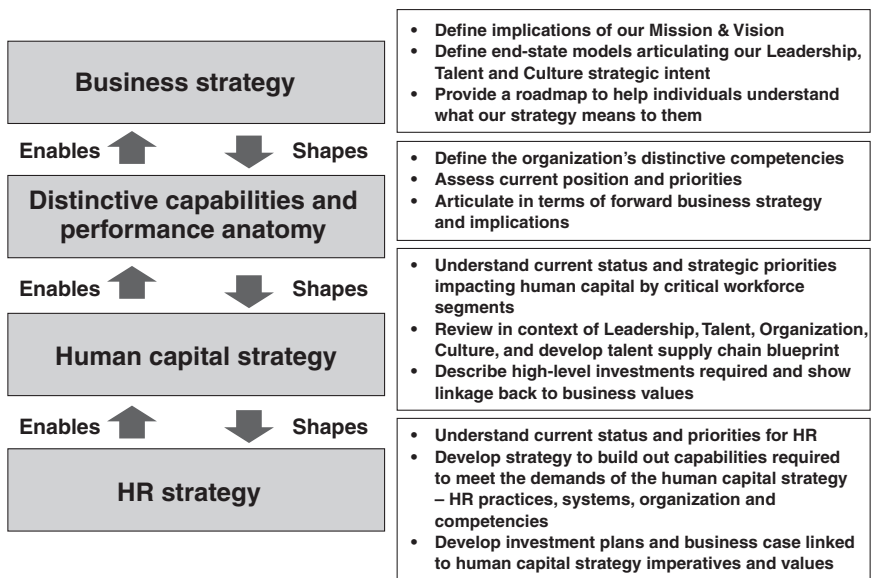 Business strategy
• Define implications of our Mission & Vision
• Define end-state models articulating our Leadership,
Talent and Culture strategic intent
• Provide a roadmap to help individuals understand
what our strategy means to them
Enables Shapes
Distinctive capabilities and
performance anatomy
• Define the organization's distinctive competencies
• Assess current position and priorities
• Articulate in terms of forward business strategy
and implications
Enables Shapes
Human capital strategy
• Understand current status and strategic priorities
impacting human capital by critical workforce
segments
• Review in context of Leadership, Talent, Organization,
Culture, and develop talent supply chain blueprint
• Describe high-level investments required and show
linkage back to business values
Enables Shapes
HR strategy
• Understand current status and priorities for HR
• Develop strategy to build out capabilities required
to meet the demands of the human capital strategy
– HR practices, systems, organization and
competencies
• Develop investment plans and business case linked
to human capital strategy imperatives and values